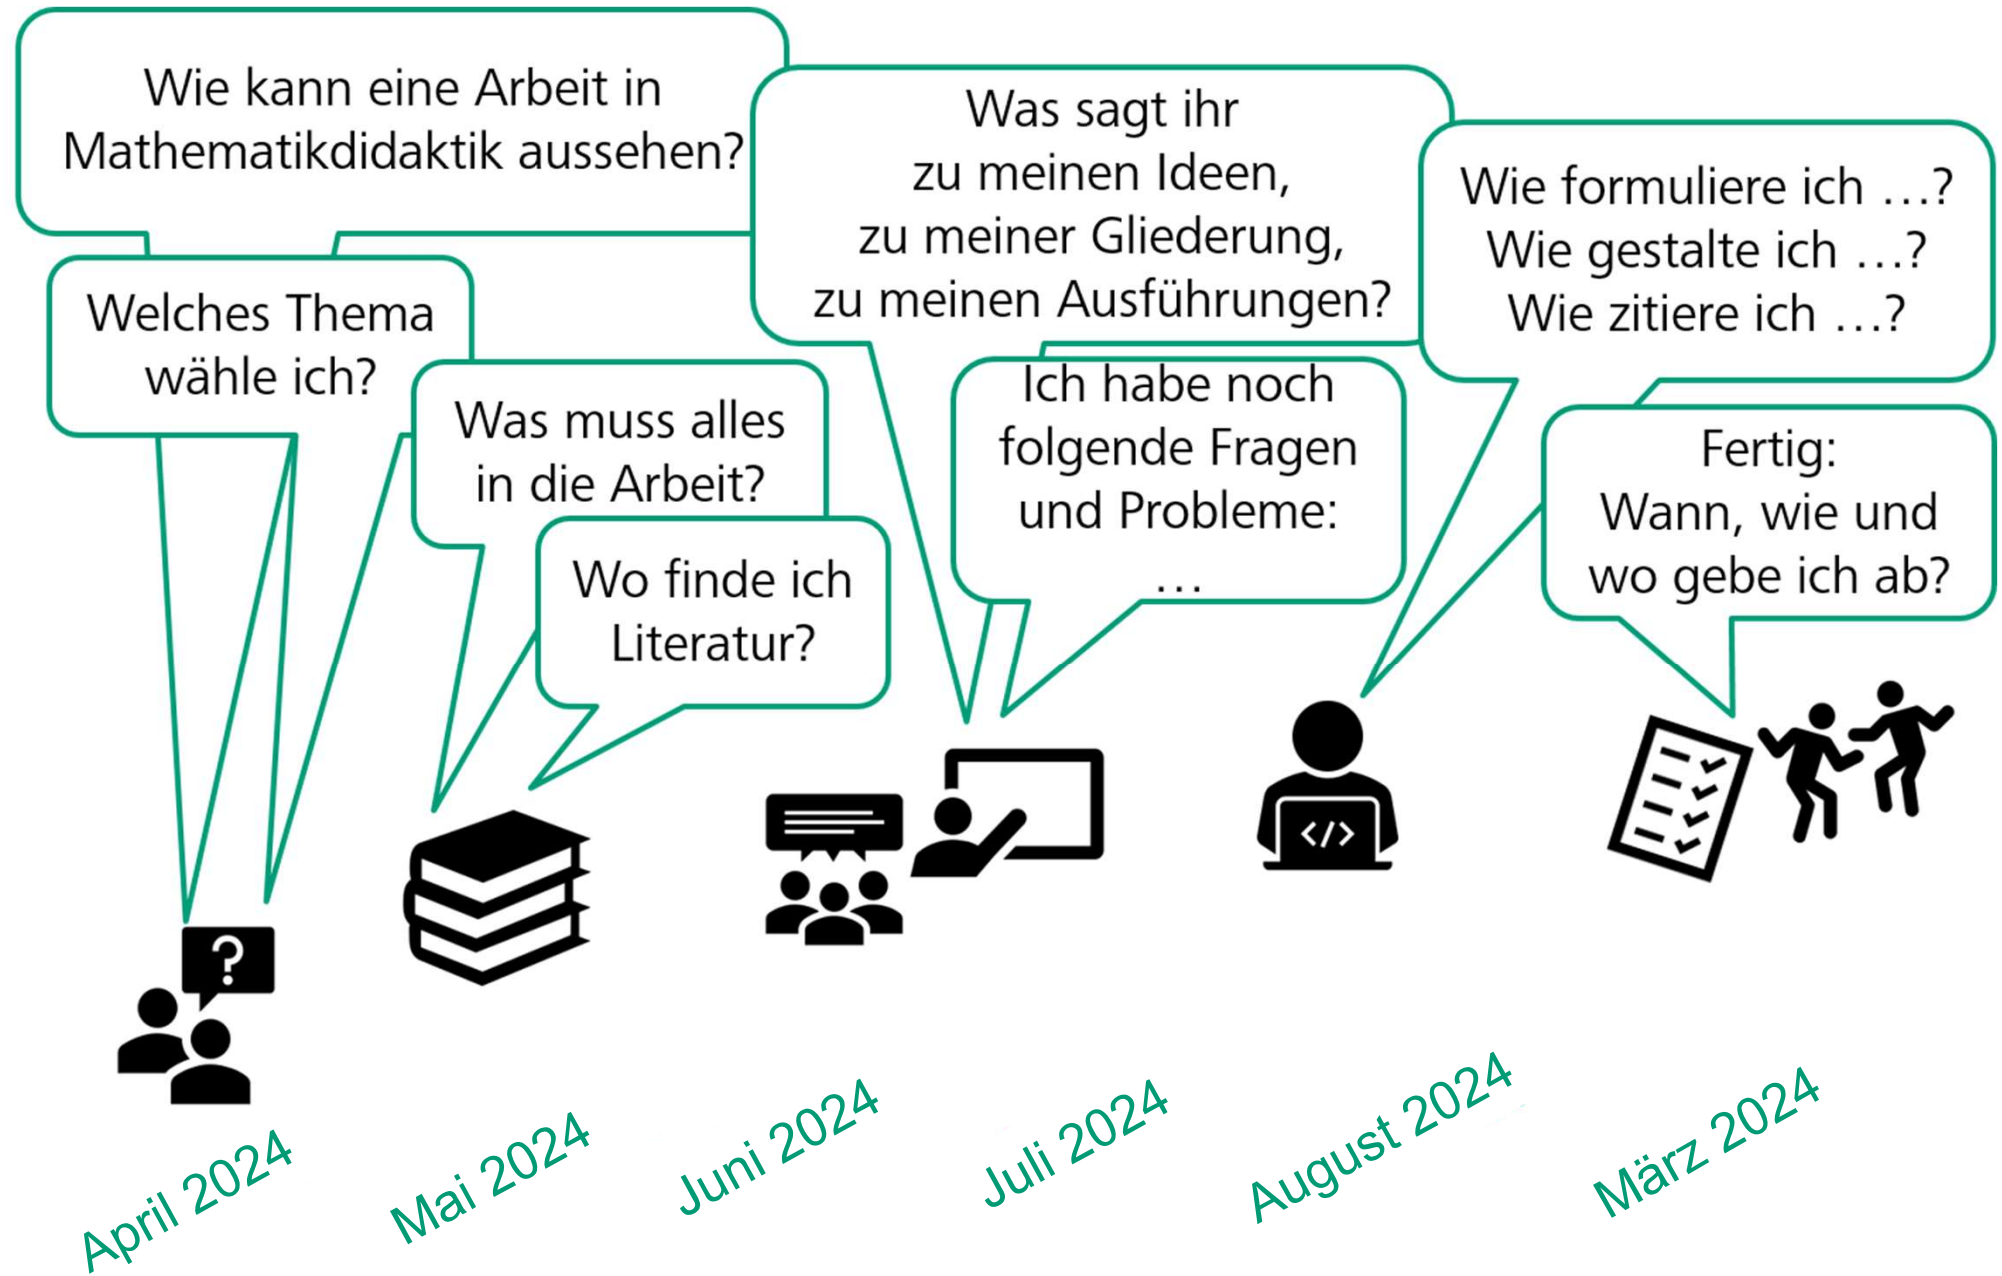 Wie kann eine Arbeit in
Mathematikdidaktik aussehen?
Welches Thema
wähle ich?
Was muss alles
in die Arbeit?
Wo finde ich
Literatur?
Was sagt ihr
zu meinen Ideen,
zu meiner Gliederung,
zu meinen Ausführungen?
Ich habe noch
folgende Fragen
und Probleme:
...
Wie formuliere ich ...?
Wie gestalte ich ...?
Wie zitiere ich ...?
Fertig:
Wann, wie und
wo gebe ich ab?
?
</>
April 2024
Mai 2024
Juni 2024
Juli 2024
August 2024
März 2024